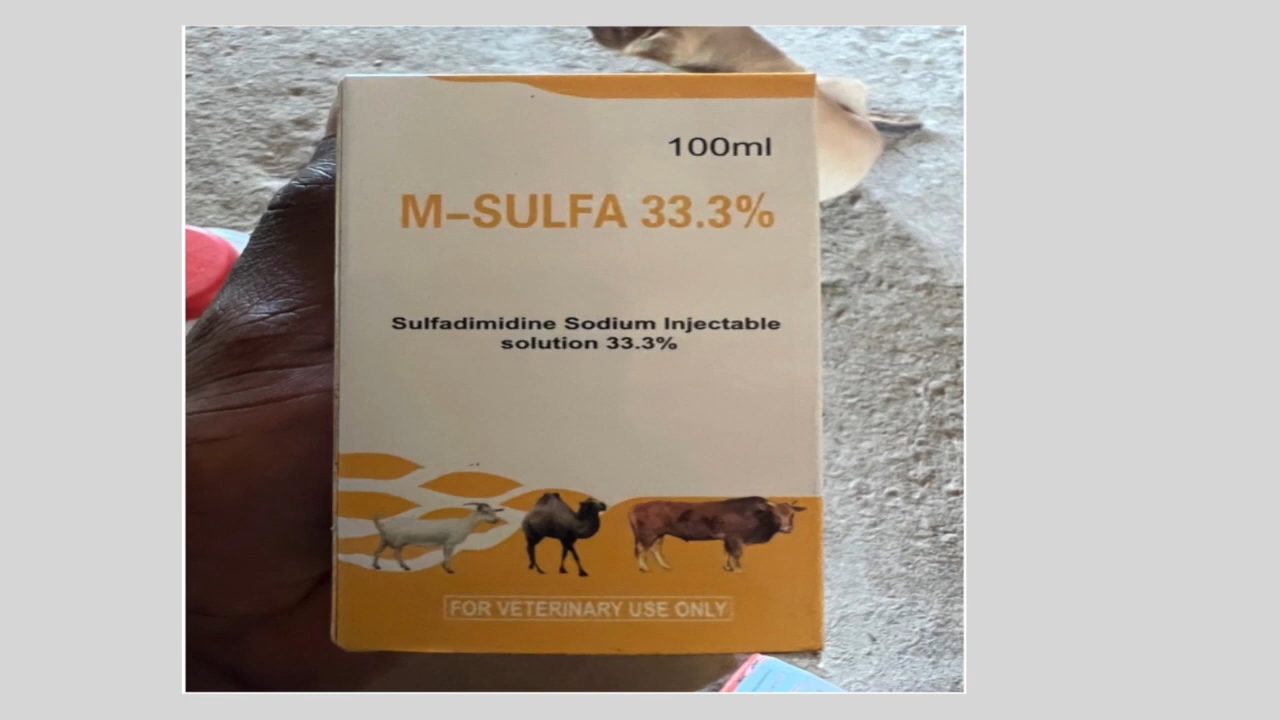 100ml
M-SULFA 33.3%
Sulfadimidine Sodium Injectable
solution 33.3%
FOR VETERINARY USE ONLY